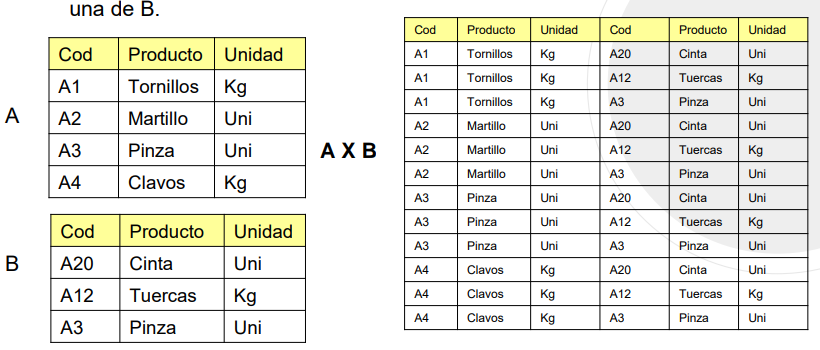 una de B.
A
Cod Producto Unidad
A1 Tornillos Kg
A2 Martillo Uni
A3 Pinza Uni
A4 Clavos Kg
B
Cod Producto Unidad
A20 Cinta Uni
A12 Tuercas Kg
A3 Pinza Uni
A X B
Cod Producto Unidad Cod Producto Unidad
A1 Tornillos Kg A20 Cinta Uni
A1 Tornillos Kg A12 Tuercas Kg
A1 Tornillos Kg A3 Pinza Uni
A2 Martillo Uni A20 Cinta Uni
A2 Martillo Uni A12 Tuercas Kg
A2 Martillo Uni A3 Pinza Uni
A3 Pinza Uni A20 Cinta Uni
A3 Pinza Uni A12 Tuercas Kg
A3 Pinza Uni A3 Pinza Uni
A4 Clavos Kg A20 Cinta Uni
A4 Clavos Kg A12 Tuercas Kg
A4 Clavos Kg A3 Pinza Uni